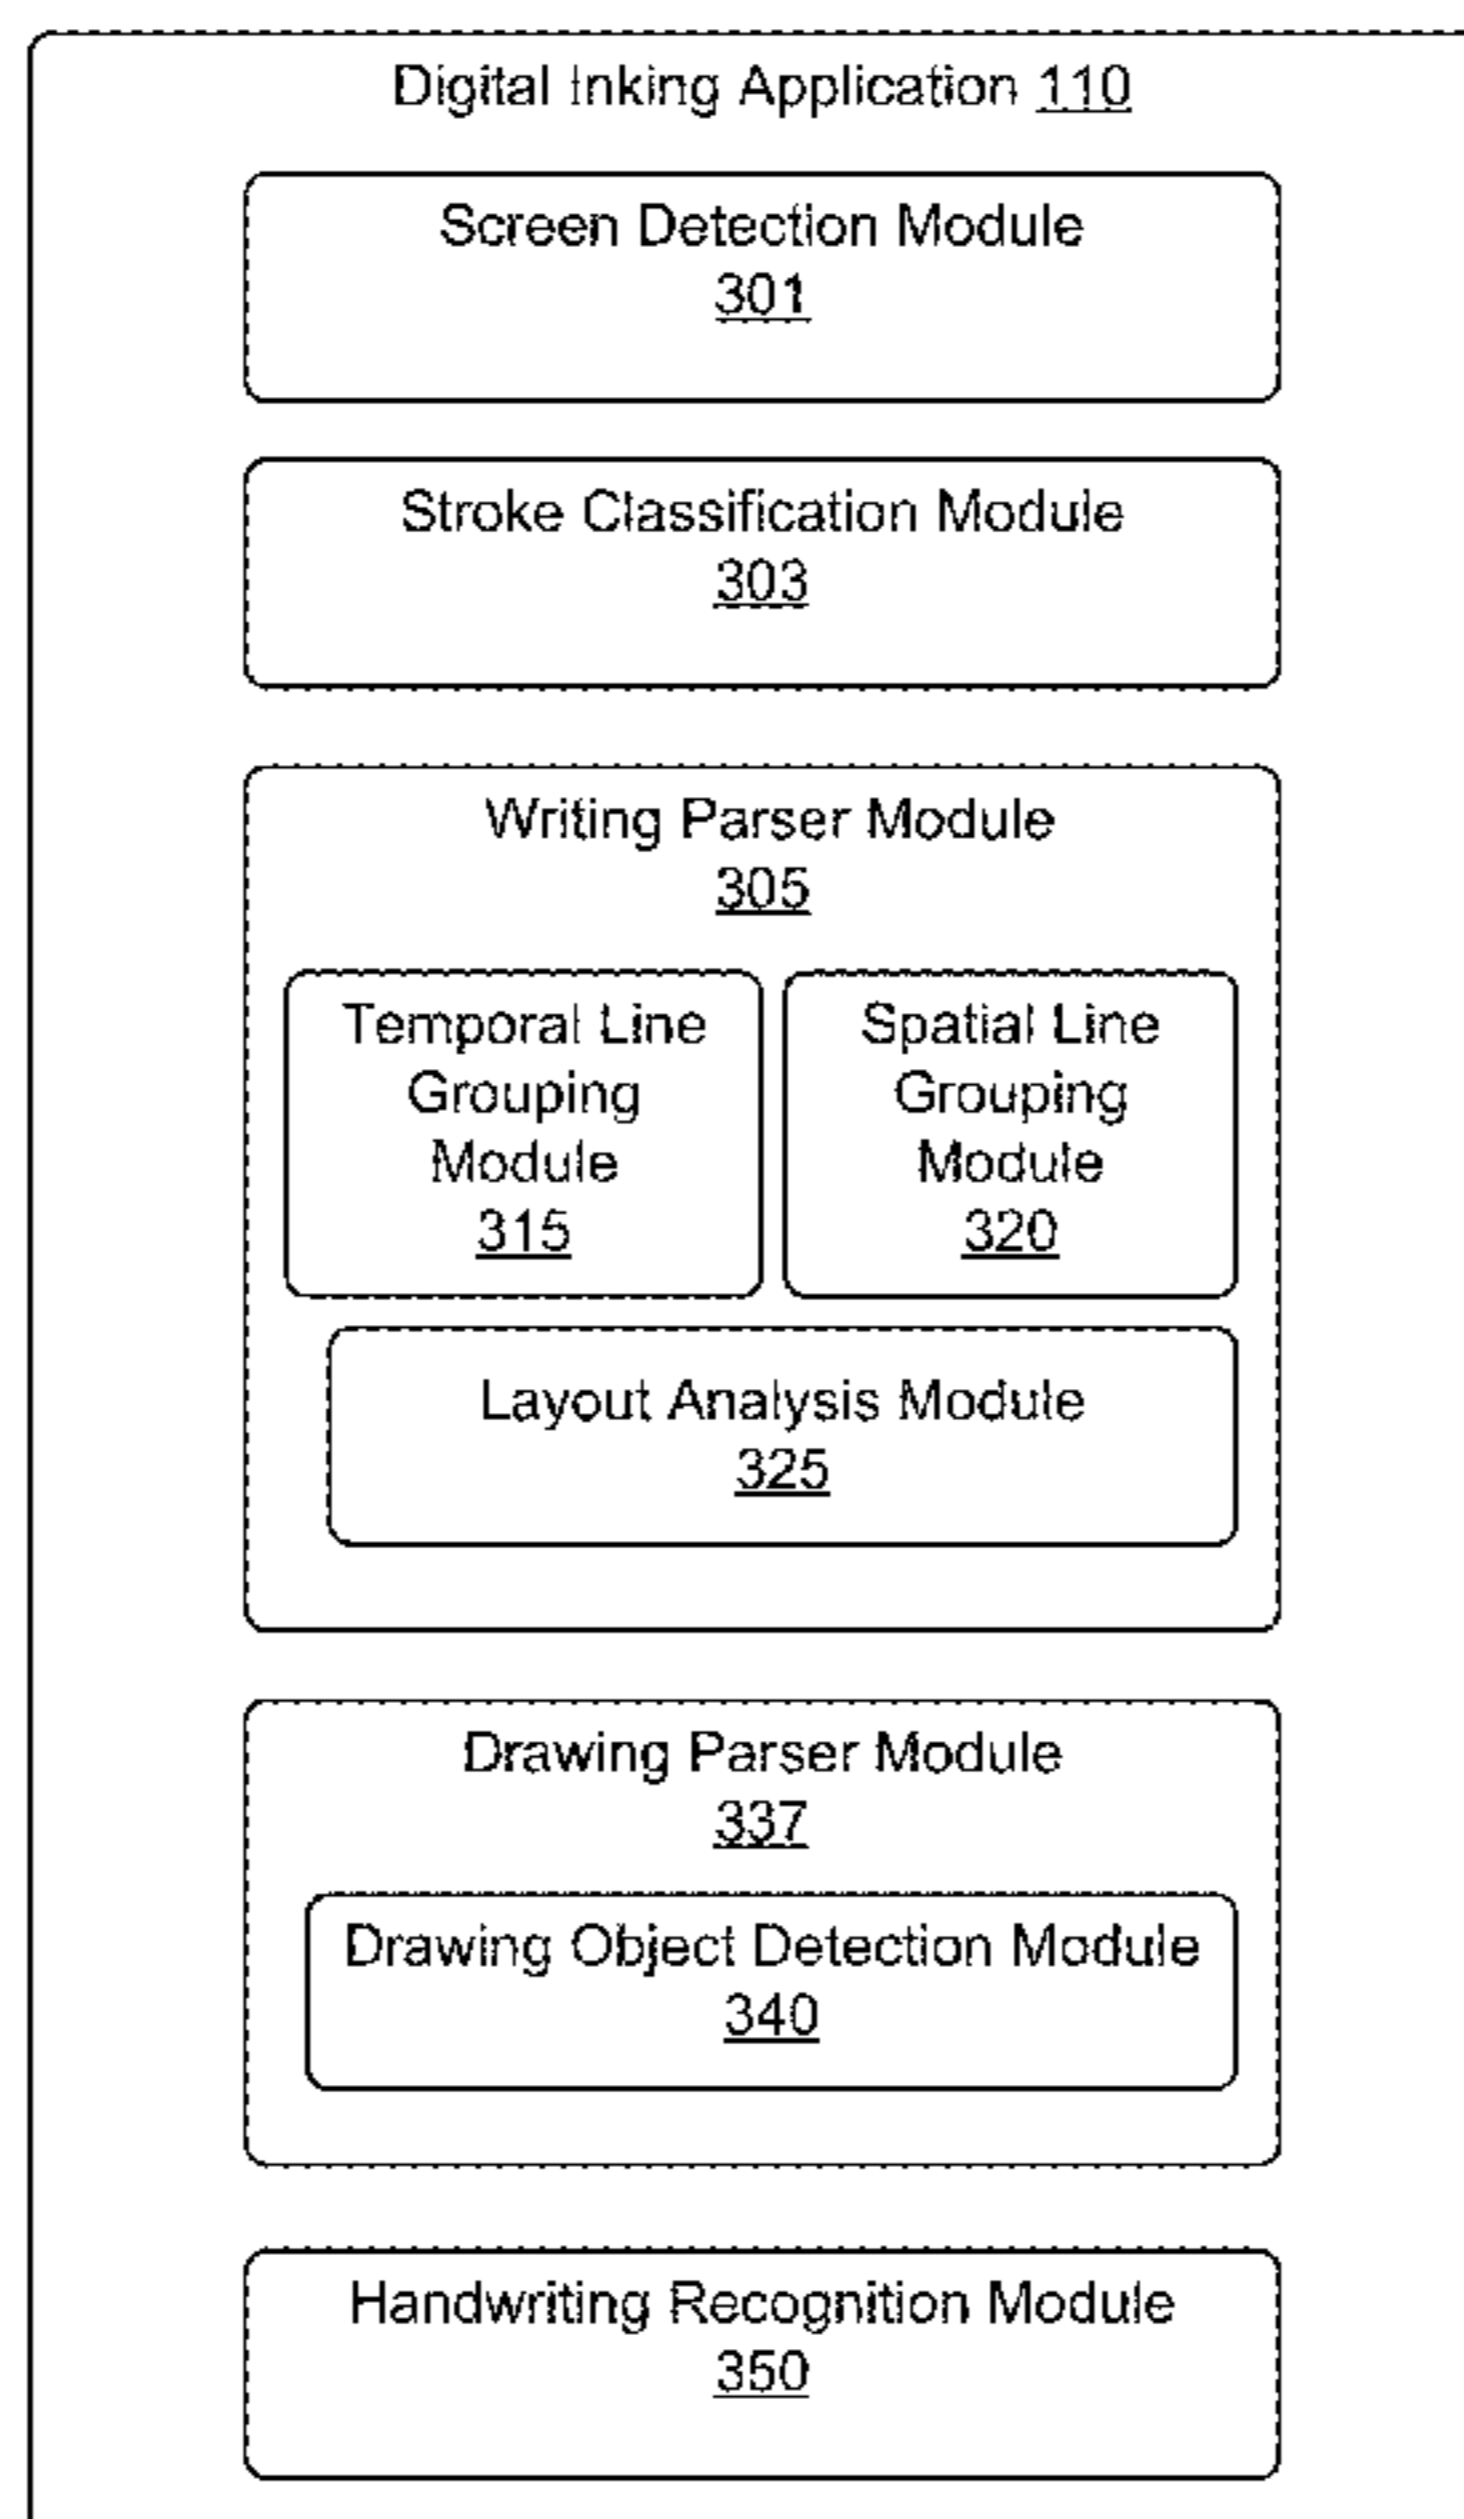 Digital Inking Application 110
Screen Detection Module
301
Stroke Classification Module
303
Writing Parser Module
305
Temporal Line
Grouping
Module
315
Spatial Line
Grouping
Module
320
Layout Analysis Module
325
Drawing Parser Module
337
Drawing Object Detection Module
340
Handwriting Recognition Module
350